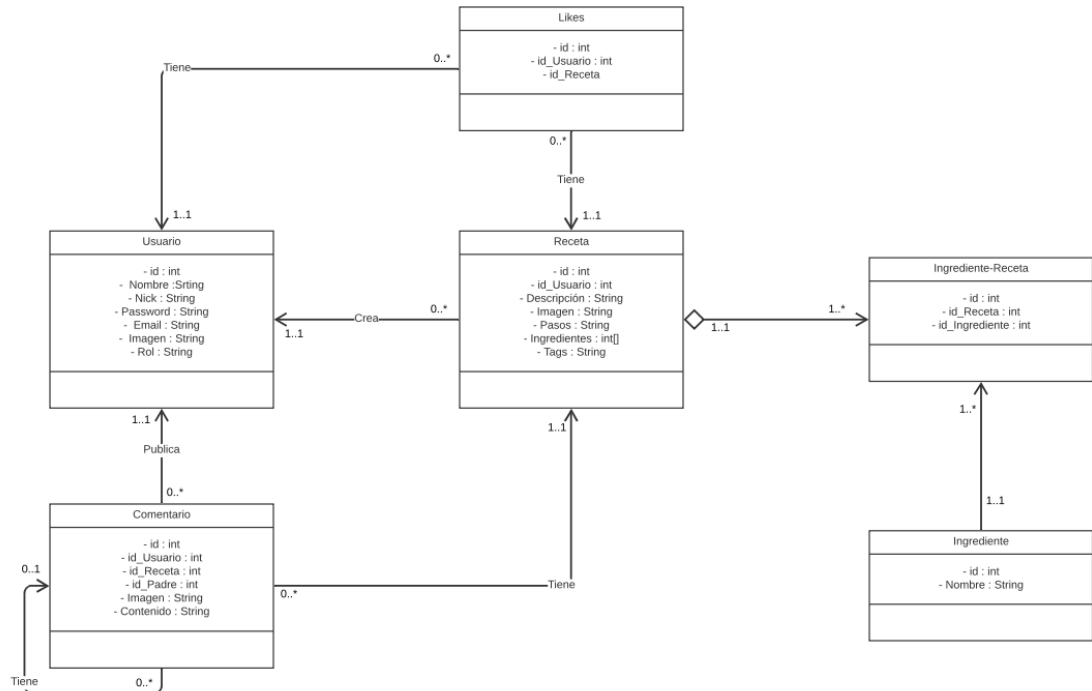 Likes
- id : int
- id_Usuario : int
- id_Receta
0..*
Tiene
0..*
Tiene
1..1
1..1
Usuario
- id : int
- Nombre :Srting
- Nick : String
- Password : String
- Email : String
- Imagen : String
- Rol : String
Receta
- id : int
- id_Usuario : int
- Descripción : String
- Imagen : String
- Pasos : String
- Ingredientes : int[]
- Tags : String
Ingrediente-Receta
- id : int
- id_Receta : int
- id_Ingrediente : int
0..*
Crea
1..1
1..*
1..1
1..1
Publica
0..*
1..1
1..*
1..1
Comentario
- id : int
- id_Usuario : int
- id_Receta : int
- id_Padre : int
- Imagen : String
- Contenido : String
Ingrediente
- id : int
- Nombre : String
0..1
0..*
Tiene
Tiene
0..*